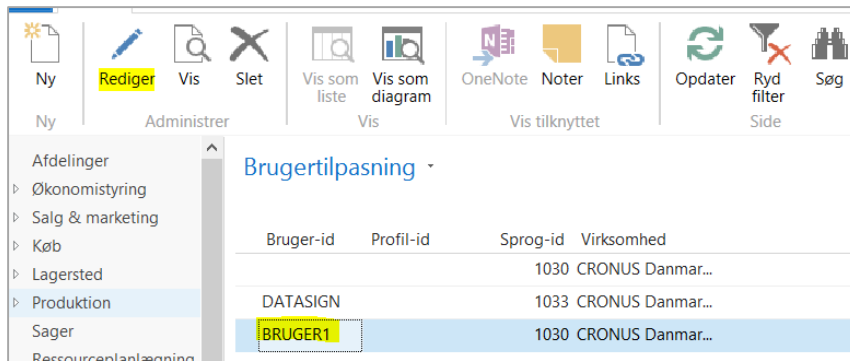 Ny Rediger Vis Slet Vis som liste Vis som diagram OneNote Noter Links Opdater Ryd filter Søg
Ny Administrer Vis Vis tilknyttet Side
Afdelinger
Økonomistyring
Salg & marketing
Køb
Lagersted
Produktion
Sager
Ressourceplanlægning
Brugertilpasning
Bruger-id Profil-id Sprog-id Virksomhed
1030 CRONUS Danmar...
DATASIGN 1033 CRONUS Danmar...
BRUGER1 1030 CRONUS Danmar...